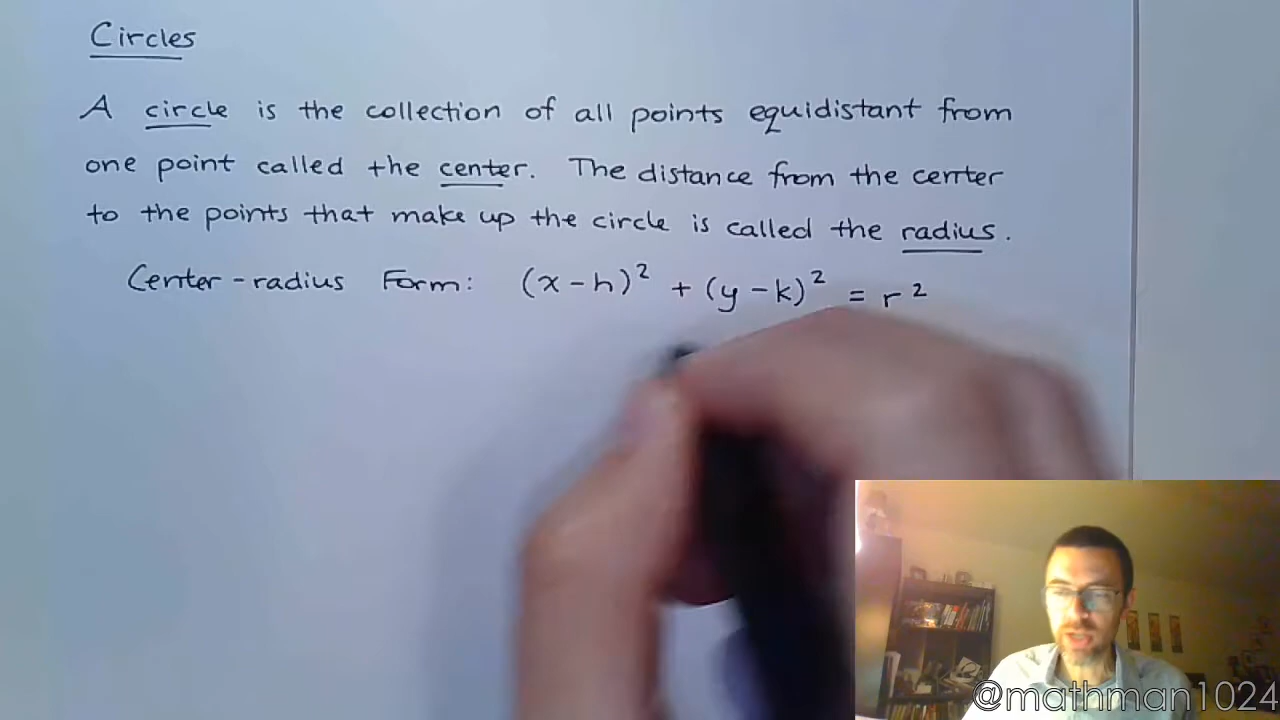 Circles
A circle is the collection of all points equidistant from
one point called the center. The distance from the center
to the points that make up the circle is called the radius.
Center-radius Form: (x-h)² + (y-k)² = r²
@mathman1024